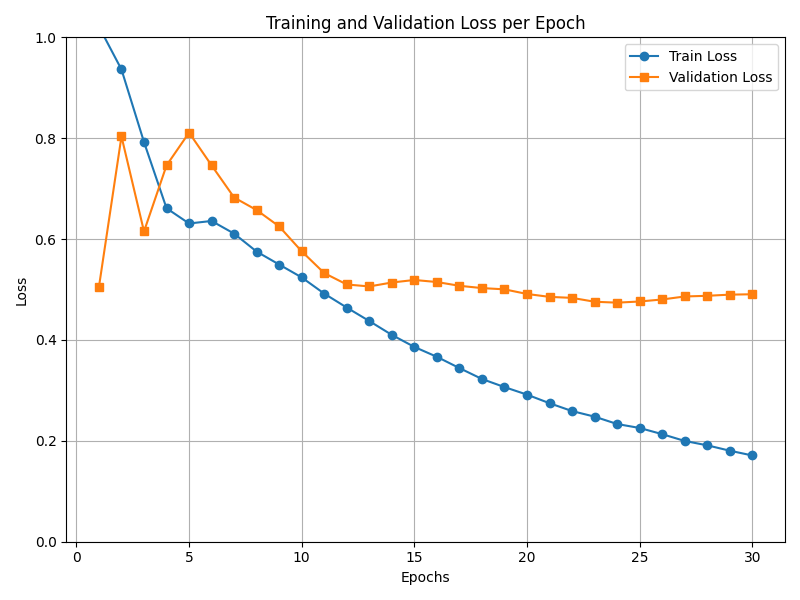 Training and Validation Loss per Epoch
1.0
Train Loss
Validation Loss
0.8
0.6
Loss
0.4
0.2
0.0
0 5 10 15 20 25 30
Epochs